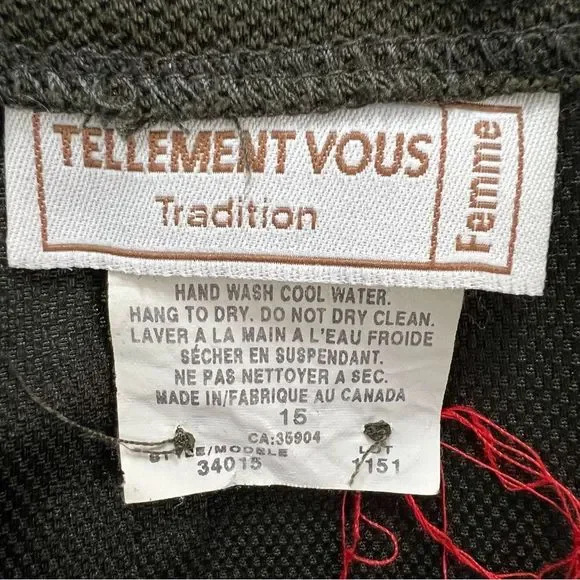 TELLEMENT VOUS
Tradition
Femme
HAND WASH COOL WATER.
HANG TO DRY. DO NOT DRY CLEAN.
LAVER A LA MAIN A L'EAU FROIDE
SÉCHER EN SUSPENDANT.
NE PAS NETTOYER A SEC.
MADE IN/FABRIQUE AU CANADA
15
CA:35904
STYLE/MODELE LOT
34015 1151